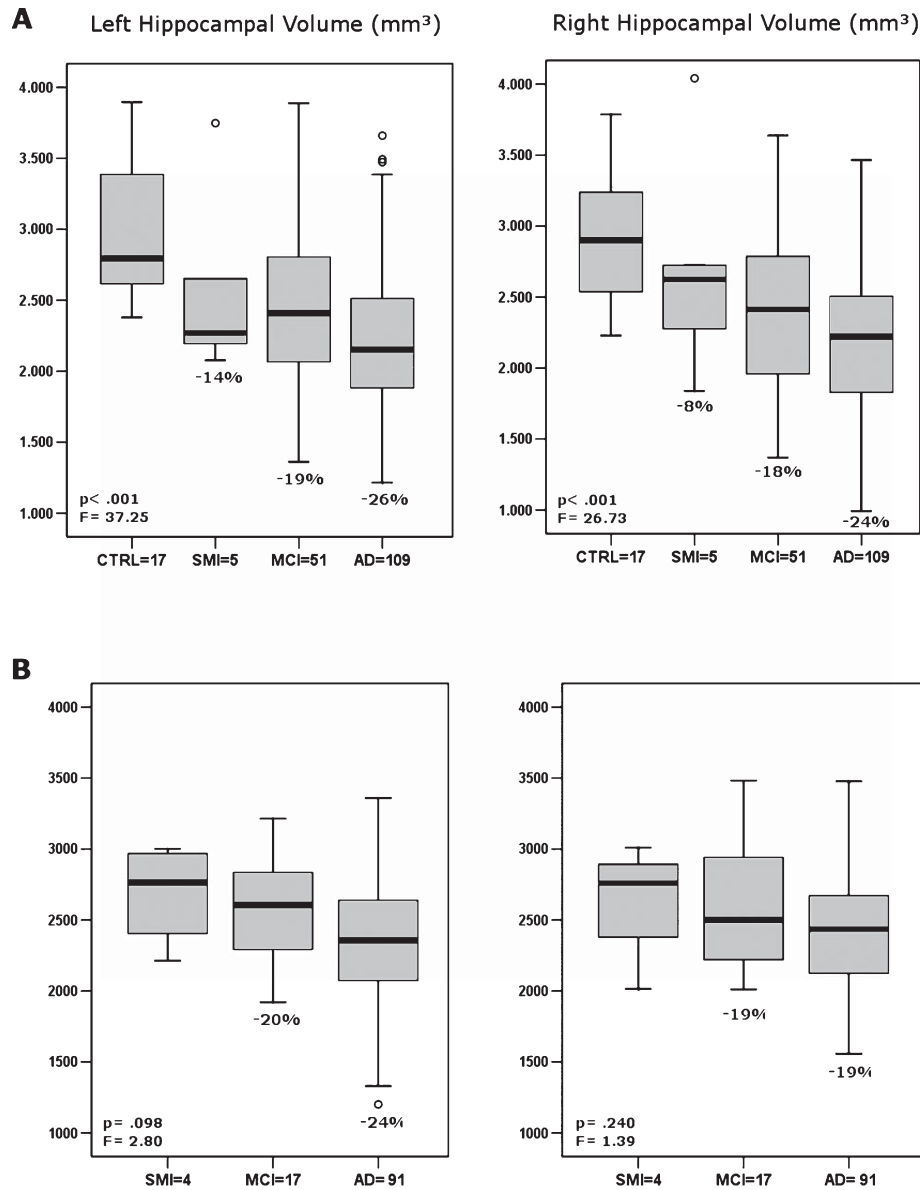 A
Left Hippocampal Volume (mm³)
Right Hippocampal Volume (mm³)
4.000
3.500
3.000
2.500
2.000
1.500
1.000
-14%
-19%
-26%
p< .001
F= 37.25
CTRL=17 SMI=5 MCI=51 AD=109
4.000
3.500
3.000
2.500
2.000
1.500
1.000
-8%
-18%
-24%
p< .001
F= 26.73
CTRL=17 SMI=5 MCI=51 AD=109
B
4000
3500
3000
2500
2000
1500
1000
-20%
-24%
p= .098
F= 2.80
SMI=4 MCI=17 AD= 91
4000
3500
3000
2500
2000
1500
1000
-19%
-19%
p= .240
F= 1.39
SMI=4 MCI=17 AD= 91